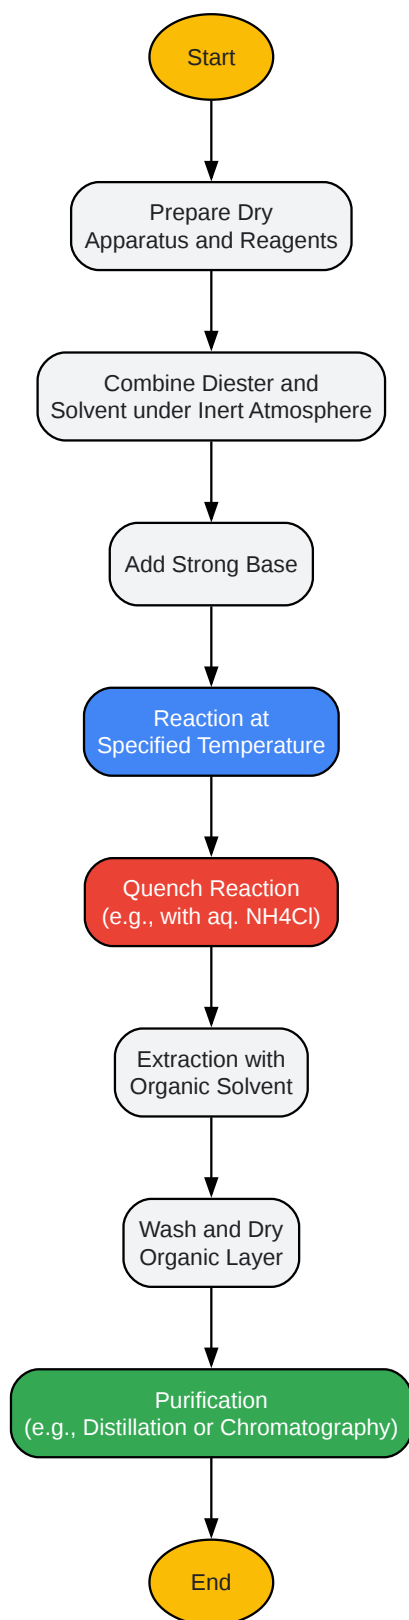 Start
Prepare Dry
Apparatus and Reagents
Combine Diester and
Solvent under Inert Atmosphere
Add Strong Base
Reaction at
Specified Temperature
Quench Reaction
(e.g., with aq. NH4Cl)
Extraction with
Organic Solvent
Wash and Dry
Organic Layer
Purification
(e.g., Distillation or Chromatography)
End